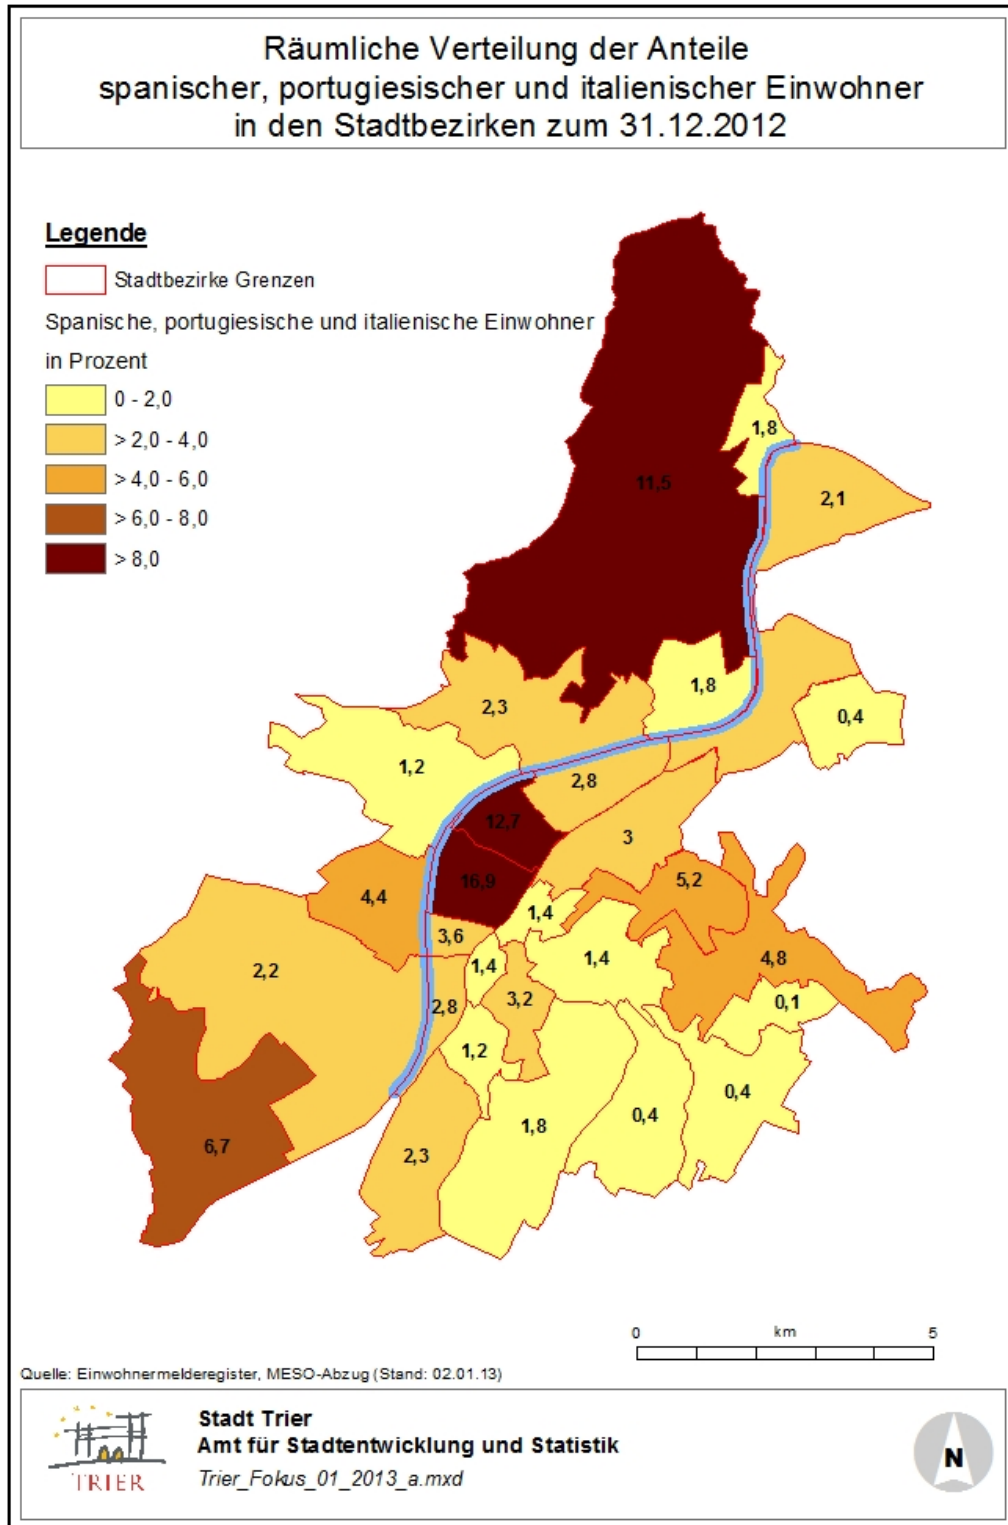 Räumliche Verteilung der Anteile
spanischer, portugiesischer und italienischer Einwohner
in den Stadtbezirken zum 31.12.2012
Legende
Stadtbezirke Grenzen
Spanische, portugiesische und italienische Einwohner
in Prozent
0 - 2,0
> 2,0 - 4,0
> 4,0 - 6,0
> 6,0 - 8,0
> 8,0
1,8
11,5
2,1
1,8
2,3
0,4
1,2
2,8
12,7
3
16,9
5,2
4,4
1,4
3,6
1,4
1,4
4,8
2,2
3,2
0,1
2,8
1,2
0,4
0,4
1,8
6,7
2,3
0 km 5
Quelle: Einwohnermelderegister, MESO-Abzug (Stand: 02.01.13)
TRIER
Stadt Trier
Amt für Stadtentwicklung und Statistik
Trier_Fokus_01_2013_a.mxd
N